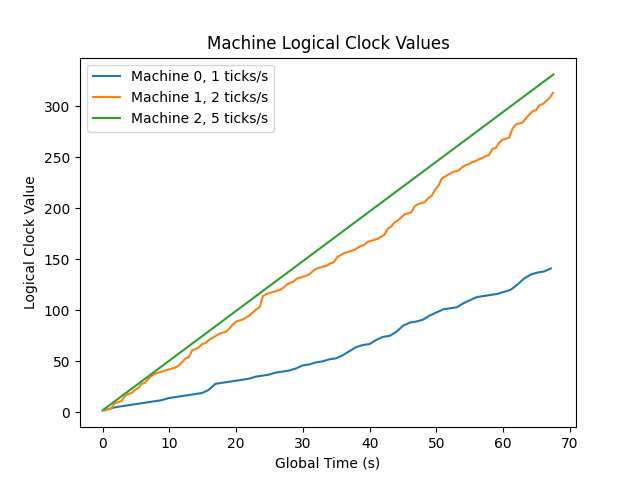 Machine Logical Clock Values
Machine 0, 1 ticks/s
Machine 1, 2 ticks/s
Machine 2, 5 ticks/s
Logical Clock Value
300
250
200
150
100
50
0
0 10 20 30 40 50 60 70
Global Time (s)